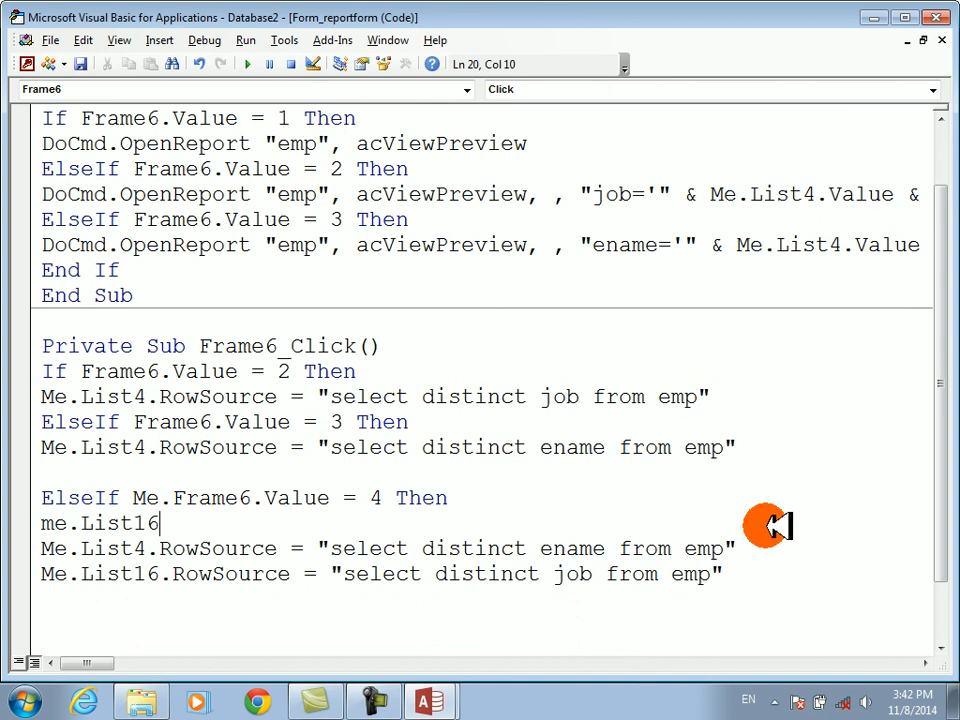 Microsoft Visual Basic for Applications - Database2 - [Form_reportform (Code)]
File Edit View Insert Debug Run Tools Add-Ins Window Help
Ln 20, Col 10
Frame6 Click
If Frame6.Value = 1 Then
DoCmd.OpenReport "emp", acViewPreview
ElseIf Frame6.Value = 2 Then
DoCmd.OpenReport "emp", acViewPreview, , "job='" & Me.List4.Value &
ElseIf Frame6.Value = 3 Then
DoCmd.OpenReport "emp", acViewPreview, , "ename='" & Me.List4.Value
End If
End Sub
Private Sub Frame6_Click()
If Frame6.Value = 2 Then
Me.List4.RowSource = "select distinct job from emp"
ElseIf Frame6.Value = 3 Then
Me.List4.RowSource = "select distinct ename from emp"
ElseIf Me.Frame6.Value = 4 Then
me.List16
Me.List4.RowSource = "select distinct ename from emp"
Me.List16.RowSource = "select distinct job from emp"
EN
3:42 PM
11/8/2014